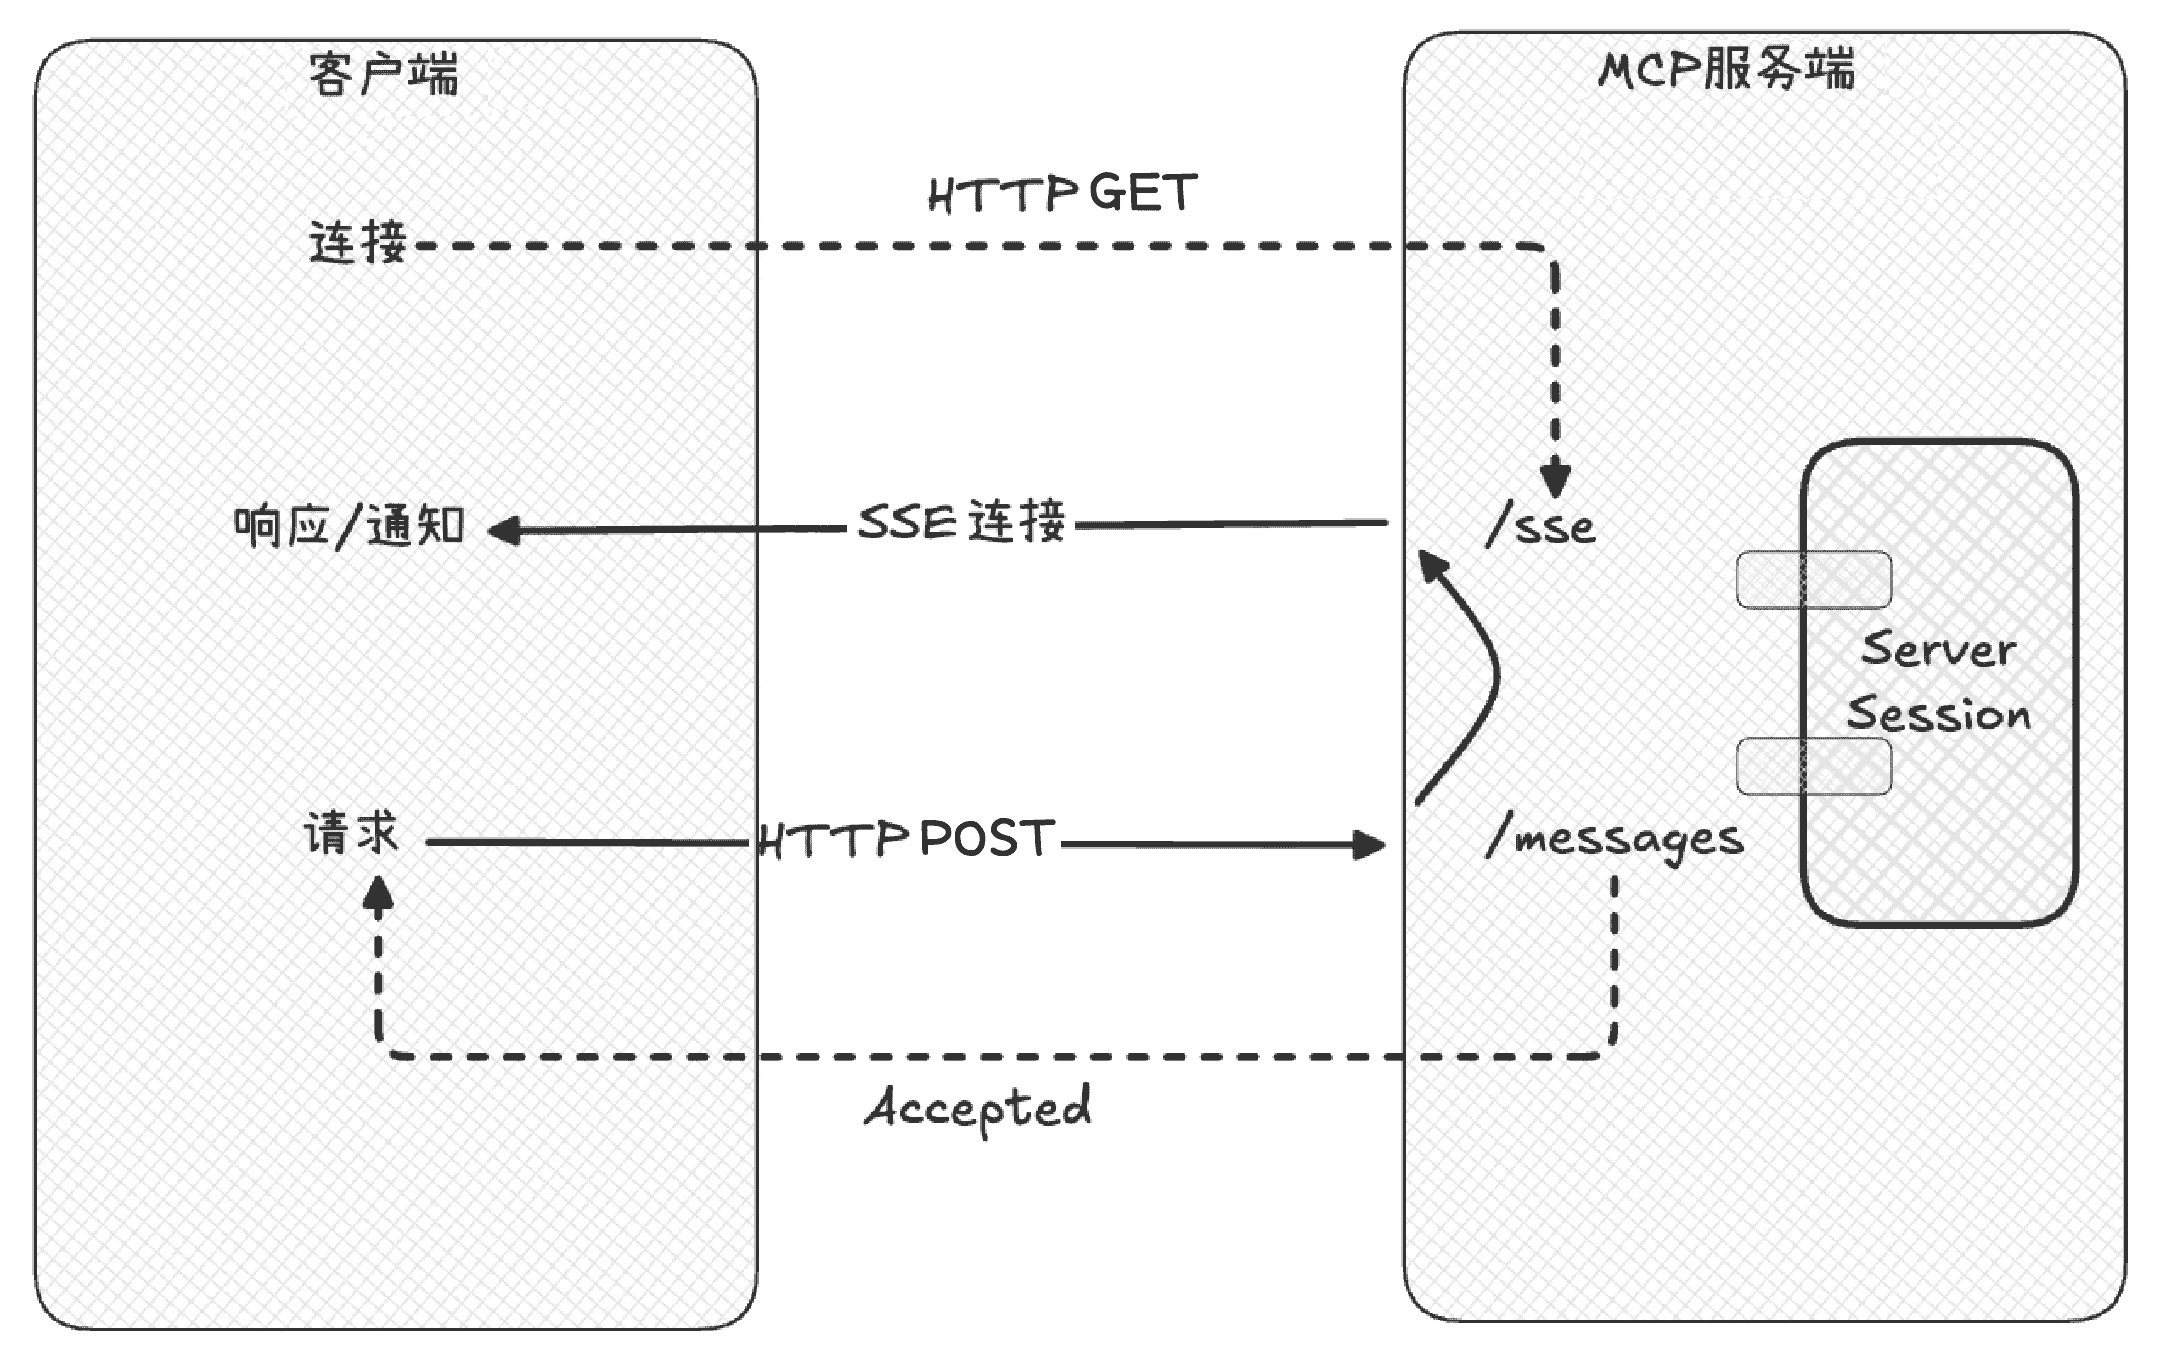 客户端
MCP服务端
HTTP GET
连接
响应/通知
SSE 连接
/sse
Server
Session
请求
HTTP POST
/messages
Accepted